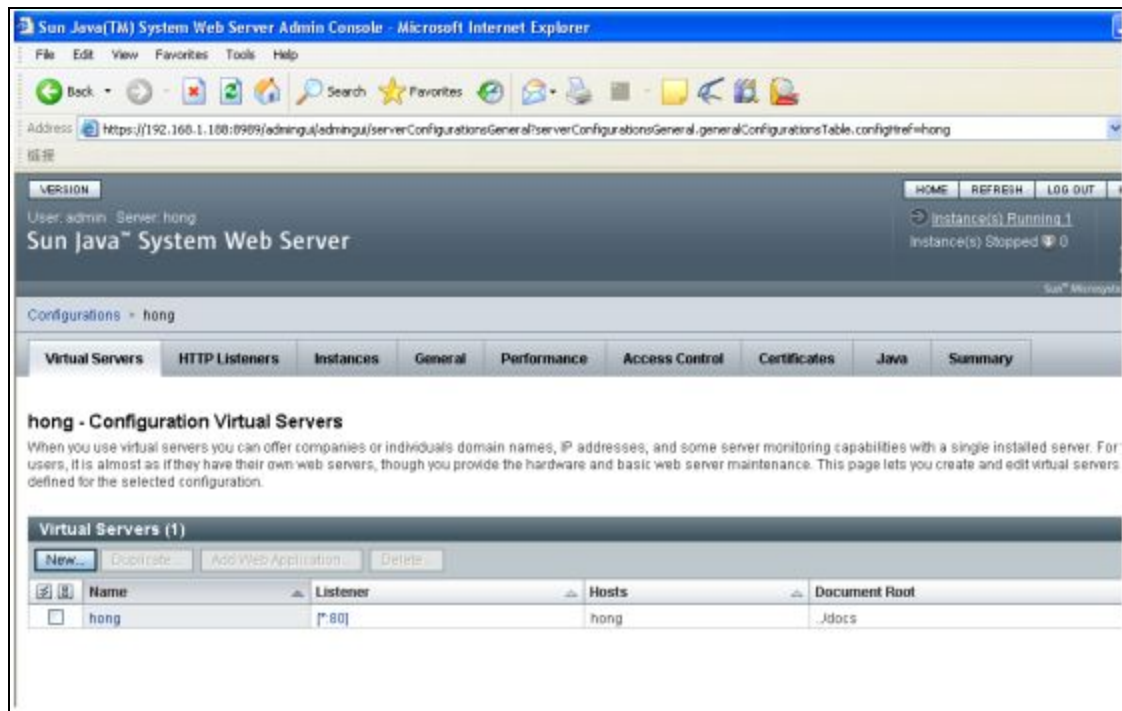 Sun Java(TM) System Web Server Admin Console - Microsoft Internet Explorer
File Edit View Favorites Tools Help
Back Search Favorites
Address https://192.168.1.188:8989/admingui/admingui/serverConfigurationsGeneral?serverConfigurationsGeneral.generalConfigurationsTable.configHref=hong
链接
VERSION HOME REFRESH LOG OUT
User: admin Server: hong
Instance(s) Running 1
Sun Java™ System Web Server
Instance(s) Stopped 0
Sun™ Microsyste
Configurations > hong
Virtual Servers HTTP Listeners Instances General Performance Access Control Certificates Java Summary
hong - Configuration Virtual Servers
When you use virtual servers you can offer companies or individuals domain names, IP addresses, and some server monitoring capabilities with a single installed server. For
users, it is almost as if they have their own web servers, though you provide the hardware and basic web server maintenance. This page lets you create and edit virtual servers
defined for the selected configuration.
Virtual Servers (1)
New... Duplicate... Add Web Application... Delete...
Name Listener Hosts Document Root
hong [*:80] hong ../docs